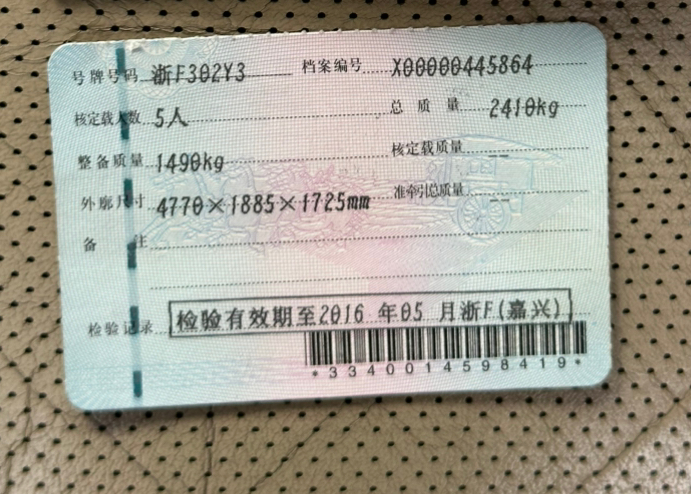 号牌号码 浙F302Y3 档案编号 X00000445864
核定载人数 5人 总质量 2410kg
整备质量 1490kg 核定载质量 --
外廓尺寸 4770×1885×1725mm 准牵引总质量 --
备注
检验记录 检验有效期至2016 年05 月浙F(嘉兴)
*3340014598419*